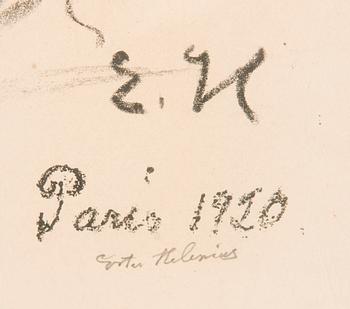 E. H
Paris 1920.
Ester Helenius